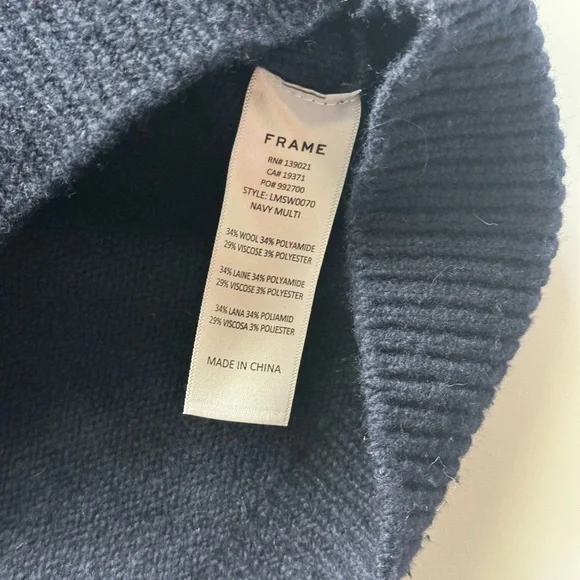 FRAME
RN# 139021
CA# 19371
PO# 992700
STYLE: LMSW0070
NAVY MULTI
34% WOOL 34% POLYAMIDE
29% VISCOSE 3% POLYESTER
34% LAINE 34% POLYAMIDE
29% VISCOSE 3% POLYESTER
34% LANA 34% POLIAMID
29% VISCOSA 3% POLIESTER
MADE IN CHINA